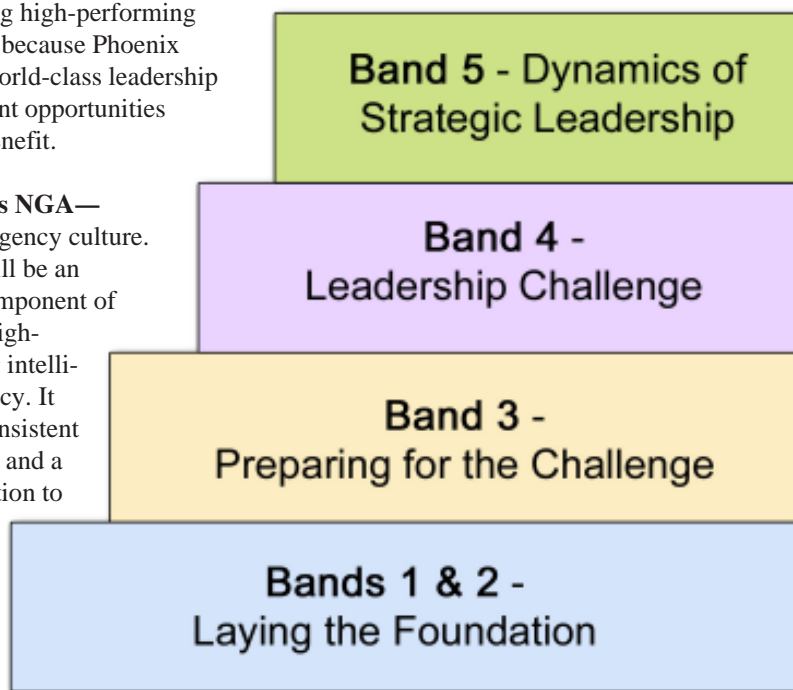 g high-performing
because Phoenix
orld-class leadership
nt opportunities
nefit.
s NGA—
gency culture.
ll be an
mponent of
igh-
intelli-
cy. It
nsistent
and a
tion to
Band 5 - Dynamics of
Strategic Leadership
Band 4 -
Leadership Challenge
Band 3 -
Preparing for the Challenge
Bands 1 & 2 -
Laying the Foundation